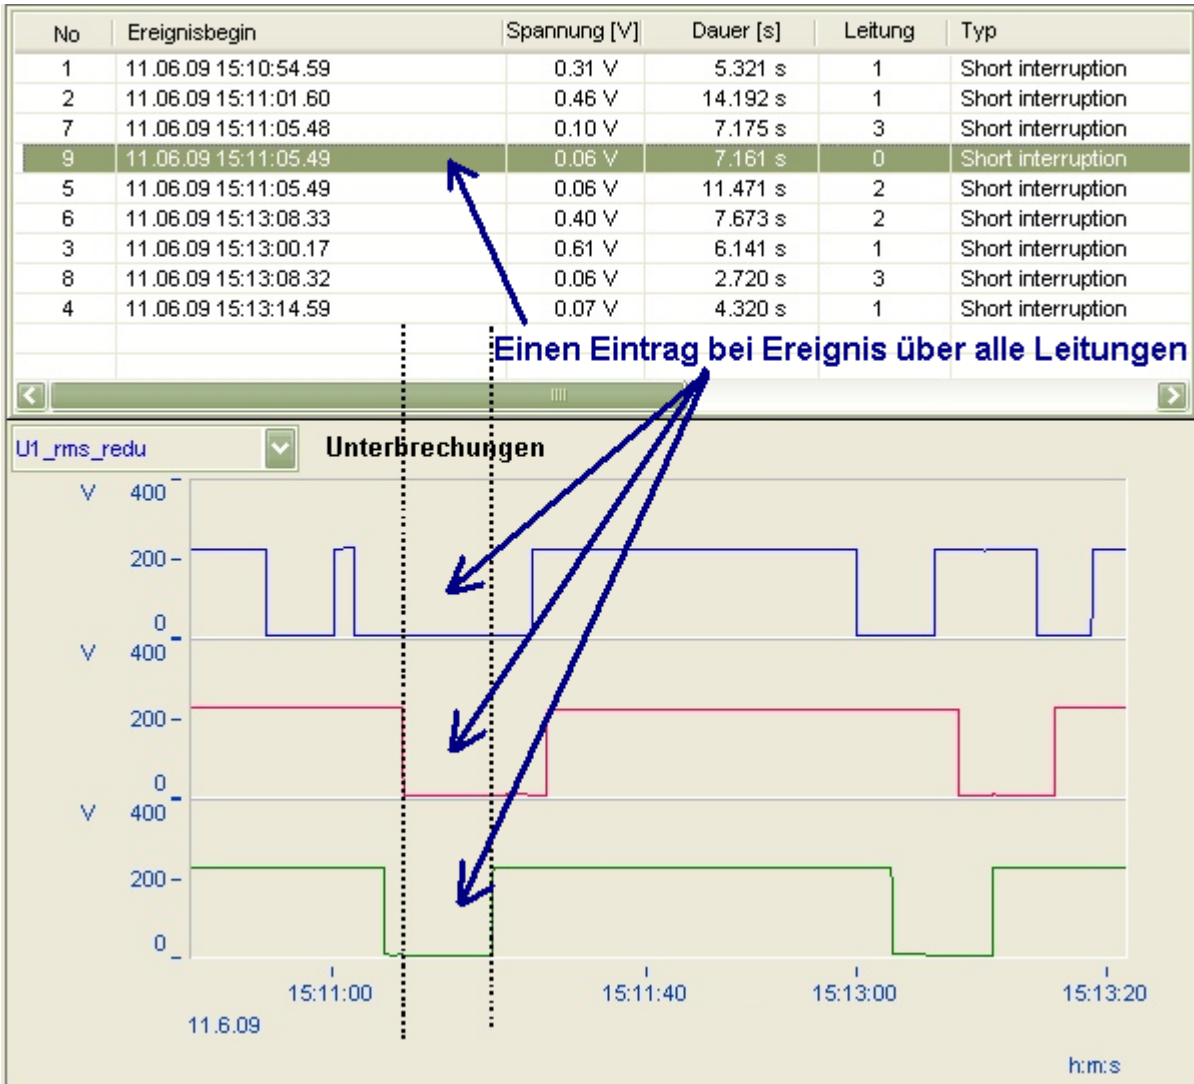 No Ereignisbegin Spannung [V] Dauer [s] Leitung Typ
1 11.06.09 15:10:54.59 0.31 V 5.321 s 1 Short interruption
2 11.06.09 15:11:01.60 0.46 V 14.192 s 1 Short interruption
7 11.06.09 15:11:05.48 0.10 V 7.175 s 3 Short interruption
9 11.06.09 15:11:05.49 0.06 V 7.161 s 0 Short interruption
5 11.06.09 15:11:05.49 0.06 V 11.471 s 2 Short interruption
6 11.06.09 15:13:08.33 0.40 V 7.673 s 2 Short interruption
3 11.06.09 15:13:00.17 0.61 V 6.141 s 1 Short interruption
8 11.06.09 15:13:08.32 0.06 V 2.720 s 3 Short interruption
4 11.06.09 15:13:14.59 0.07 V 4.320 s 1 Short interruption
Einen Eintrag bei Ereignis über alle Leitungen
U1_rms_redu Unterbrechungen
V 400
200
0
V 400
200
0
V 400
200
0
15:11:00 15:11:40 15:13:00 15:13:20
11.6.09
h:m:s